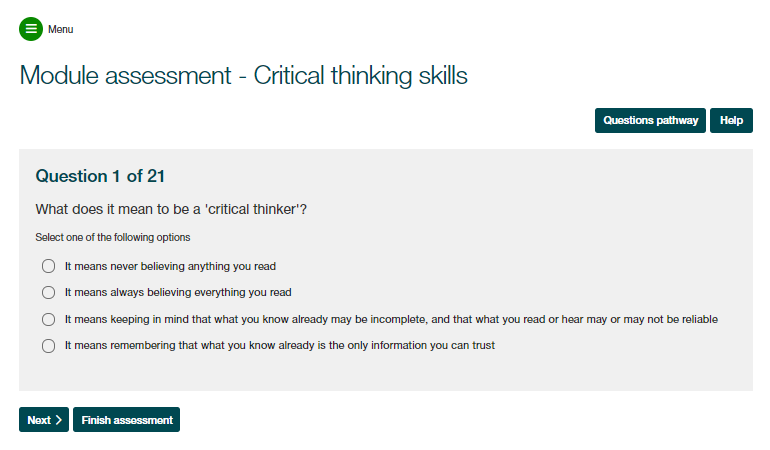 Menu
Module assessment - Critical thinking skills
Questions pathway
Help
Question 1 of 21
What does it mean to be a 'critical thinker'?
Select one of the following options
It means never believing anything you read
It means always believing everything you read
It means keeping in mind that what you know already may be incomplete, and that what you read or hear may or may not be reliable
It means remembering that what you know already is the only information you can trust
Next
Finish assessment